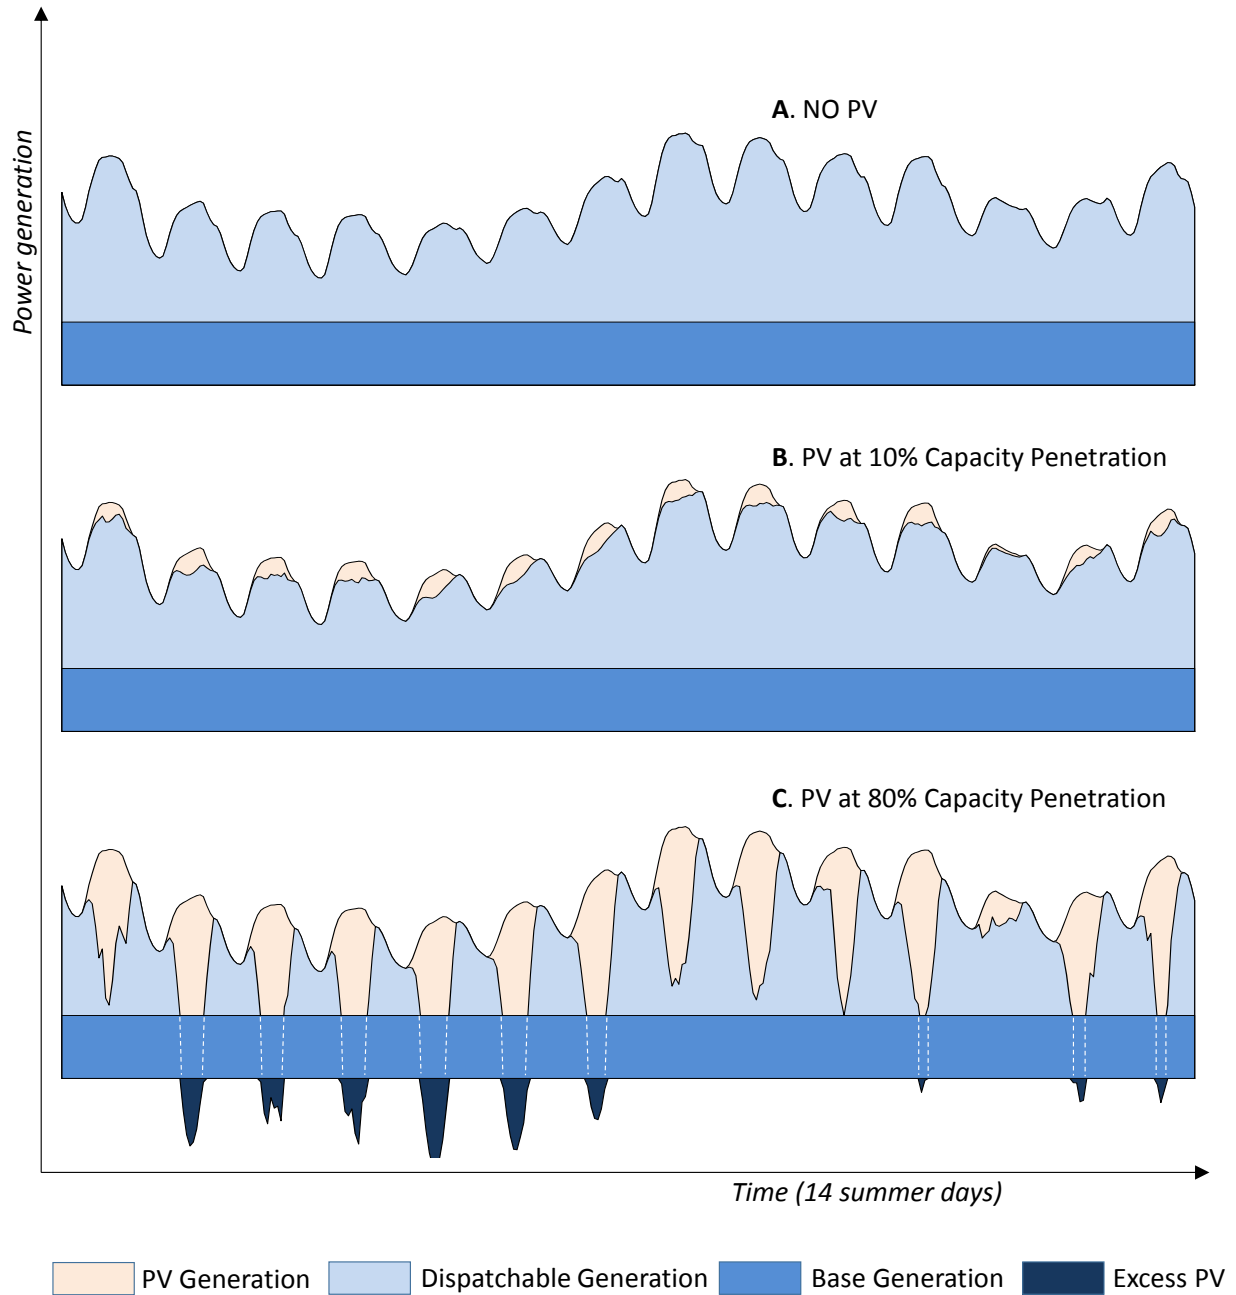 A. NO PV
Power generation
B. PV at 10% Capacity Penetration
C. PV at 80% Capacity Penetration
Time (14 summer days)
PV Generation
Dispatchable Generation
Base Generation
Excess PV